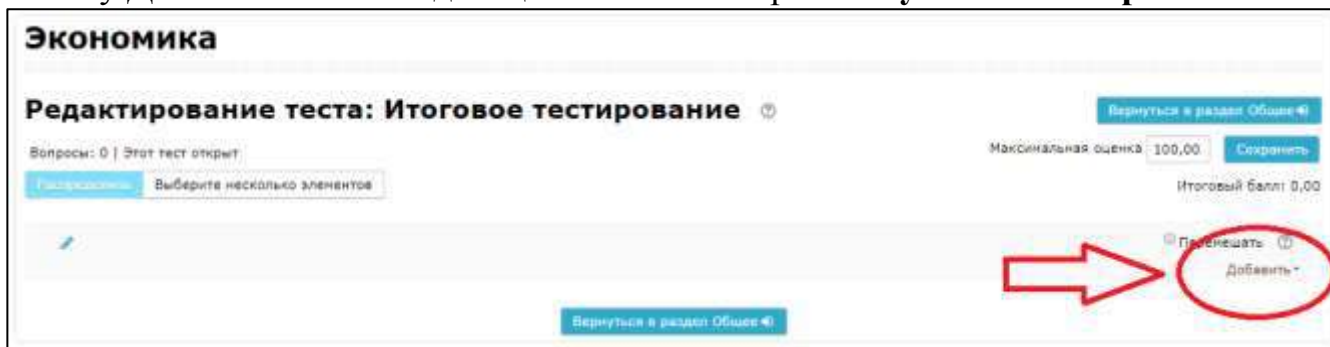 Экономика
Редактирование теста: Итоговое тестирование
Вернуться в раздел Общее
Вопросы: 0 | Этот тест открыт
Максимальная оценка 100,00 Сохранить
Выберите несколько элементов
Итоговый балл: 0,00
Перемешать
Добавить
Вернуться в раздел Общее